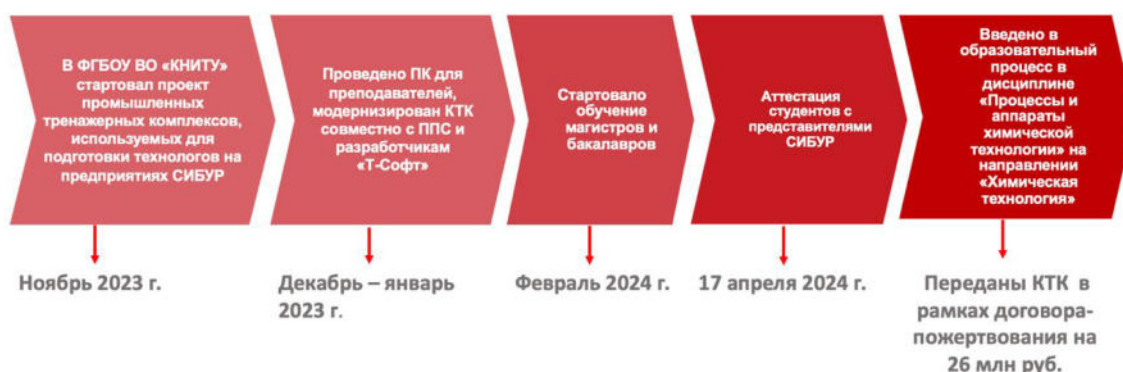 В ФГБОУ ВО «КНИТУ»
стартовал проект
промышленных
тренажерных комплексов,
используемых для
подготовки технологов на
предприятиях СИБУР
Проведено ПК для
преподавателей,
модернизирован КТК
совместно с ППС и
разработчикам
«Т-Софт»
Стартовало
обучение
магистров и
бакалавров
Аттестация
студентов с
представителями
СИБУР
Введено в
образовательный
процесс в
дисциплине
«Процессы и
аппараты
химической
технологии» на
направлении
«Химическая
технология»
Ноябрь 2023 г.
Декабрь – январь
2023 г.
Февраль 2024 г.
17 апреля 2024 г.
Переданы КТК в
рамках договора-
пожертвования на
26 млн руб.